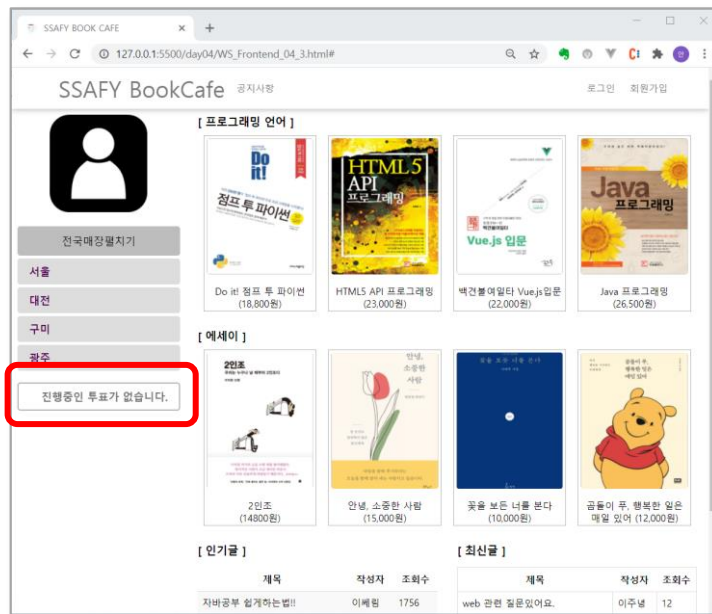 SSAFY BOOK CAFE
127.0.0.1:5500/day04/WS_Frontend_04_3.html#
SSAFY BookCafe 공지사항 로그인 회원가입
전국매장펼치기
서울
대전
구미
광주
진행중인 투표가 없습니다.
[ 프로그래밍 언어 ]
Do it!
점프 투 파이썬
HTML5
API
프로그래밍
Vue.js 입문
Java
프로그래밍
Do it! 점프 투 파이썬
(18,800원)
HTML5 API 프로그래밍
(23,000원)
백견불여일타 Vue.js입문
(22,000원)
Java 프로그래밍
(26,500원)
[ 에세이 ]
2인조
안녕,
소중한
사람
꽃을 보듯 너를 본다
곰돌이 푸,
행복한 일은
매일 있어
2인조
(14800원)
안녕, 소중한 사람
(15,000원)
꽃을 보든 너를 본다
(10,000원)
곰돌이 푸, 행복한 일은
매일 있어 (12,000원)
[ 인기글 ]
제목 작성자 조회수
자바공부 쉽게하는법!! 이베림 1756
[ 최신글 ]
제목 작성자 조회수
web 관련 질문있어요. 이주녕 12